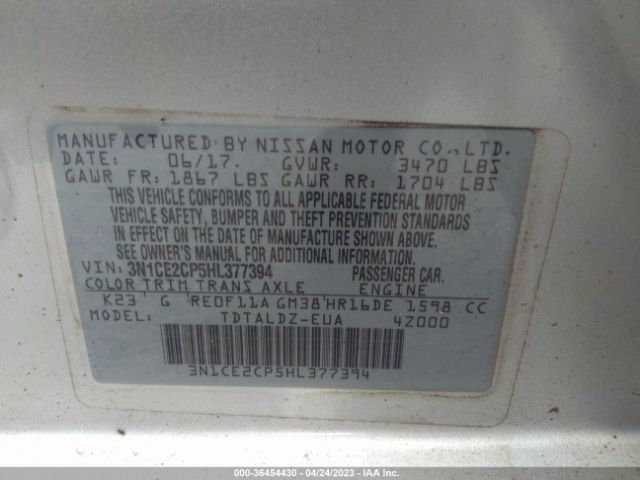 MANUFACTURED BY NISSAN MOTOR CO., LTD.
DATE: 06/17. GVWR: 3470 LBS
GAWR FR: 1867 LBS GAWR RR: 1704 LBS
THIS VEHICLE CONFORMS TO ALL APPLICABLE FEDERAL MOTOR
VEHICLE SAFETY, BUMPER AND THEFT PREVENTION STANDARDS
IN EFFECT ON THE DATE OF MANUFACTURE SHOWN ABOVE.
SEE OWNER'S MANUAL FOR ADDITIONAL INFORMATION.
VIN: 3N1CE2CP5HL377394 PASSENGER CAR.
COLOR TRIM TRANS AXLE ENGINE
K23 G RE0F11A GM38 HR16DE 1598 CC
MODEL: TDTALDZ-EUA 4Z000
3N1CE2CP5HL377394
000-36454430 - 04/24/2023 - IAA Inc.